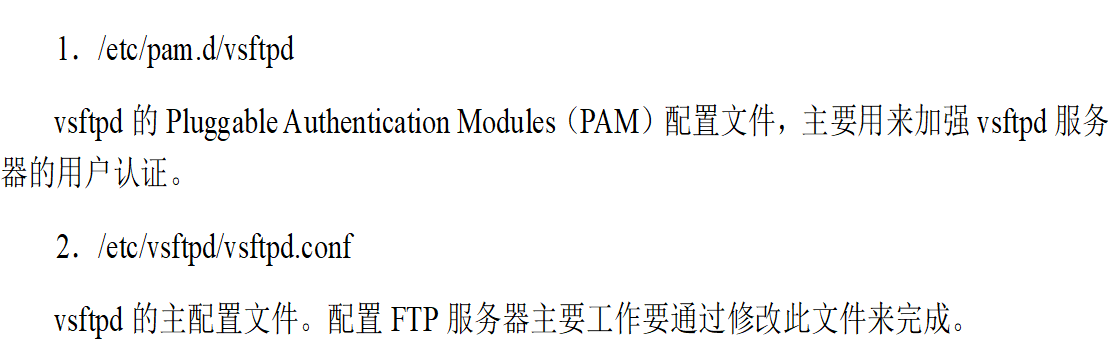 1．/etc/pam.d/vsftpd
vsftpd 的 Pluggable Authentication Modules（PAM）配置文件，主要用来加强 vsftpd 服务
器的用户认证。
2．/etc/vsftpd/vsftpd.conf
vsftpd 的主配置文件。配置 FTP 服务器主要工作要通过修改此文件来完成。